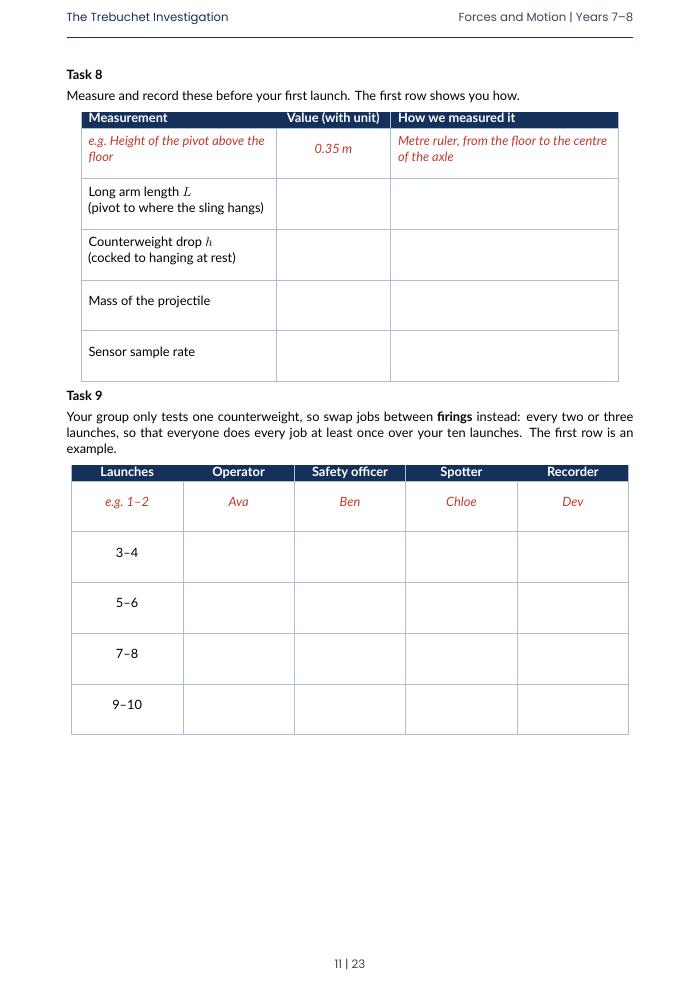 The Trebuchet Investigation
Forces and Motion | Years 7–8
Task 8
Measure and record these before your first launch. The first row shows you how.
Measurement Value (with unit) How we measured it
e.g. Height of the pivot above the floor 0.35 m Metre ruler, from the floor to the centre of the axle
Long arm length L
(pivot to where the sling hangs)
Counterweight drop h
(cocked to hanging at rest)
Mass of the projectile
Sensor sample rate
Task 9
Your group only tests one counterweight, so swap jobs between firings instead: every two or three
launches, so that everyone does every job at least once over your ten launches. The first row is an
example.
Launches Operator Safety officer Spotter Recorder
e.g. 1–2 Ava Ben Chloe Dev
3–4
5–6
7–8
9–10
11 | 23